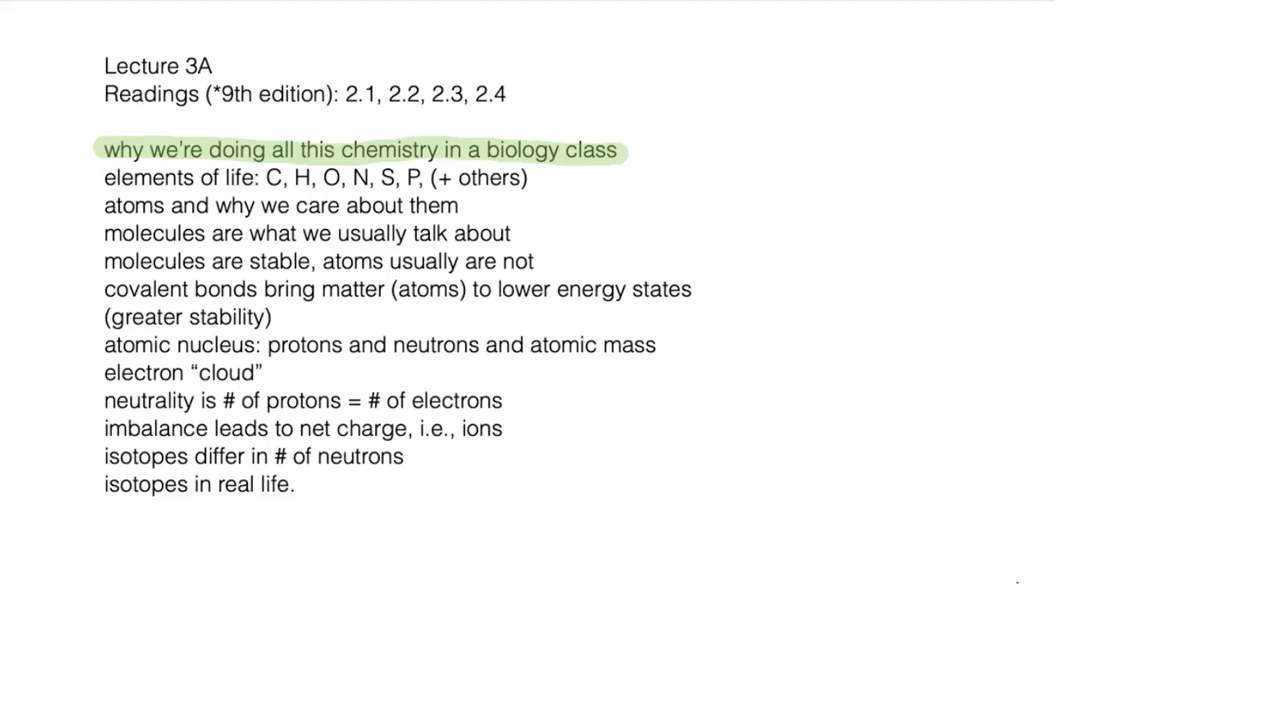 Lecture 3A
Readings (*9th edition): 2.1, 2.2, 2.3, 2.4
why we’re doing all this chemistry in a biology class
elements of life: C, H, O, N, S, P, (+ others)
atoms and why we care about them
molecules are what we usually talk about
molecules are stable, atoms usually are not
covalent bonds bring matter (atoms) to lower energy states
(greater stability)
atomic nucleus: protons and neutrons and atomic mass
electron “cloud”
neutrality is # of protons = # of electrons
imbalance leads to net charge, i.e., ions
isotopes differ in # of neutrons
isotopes in real life.